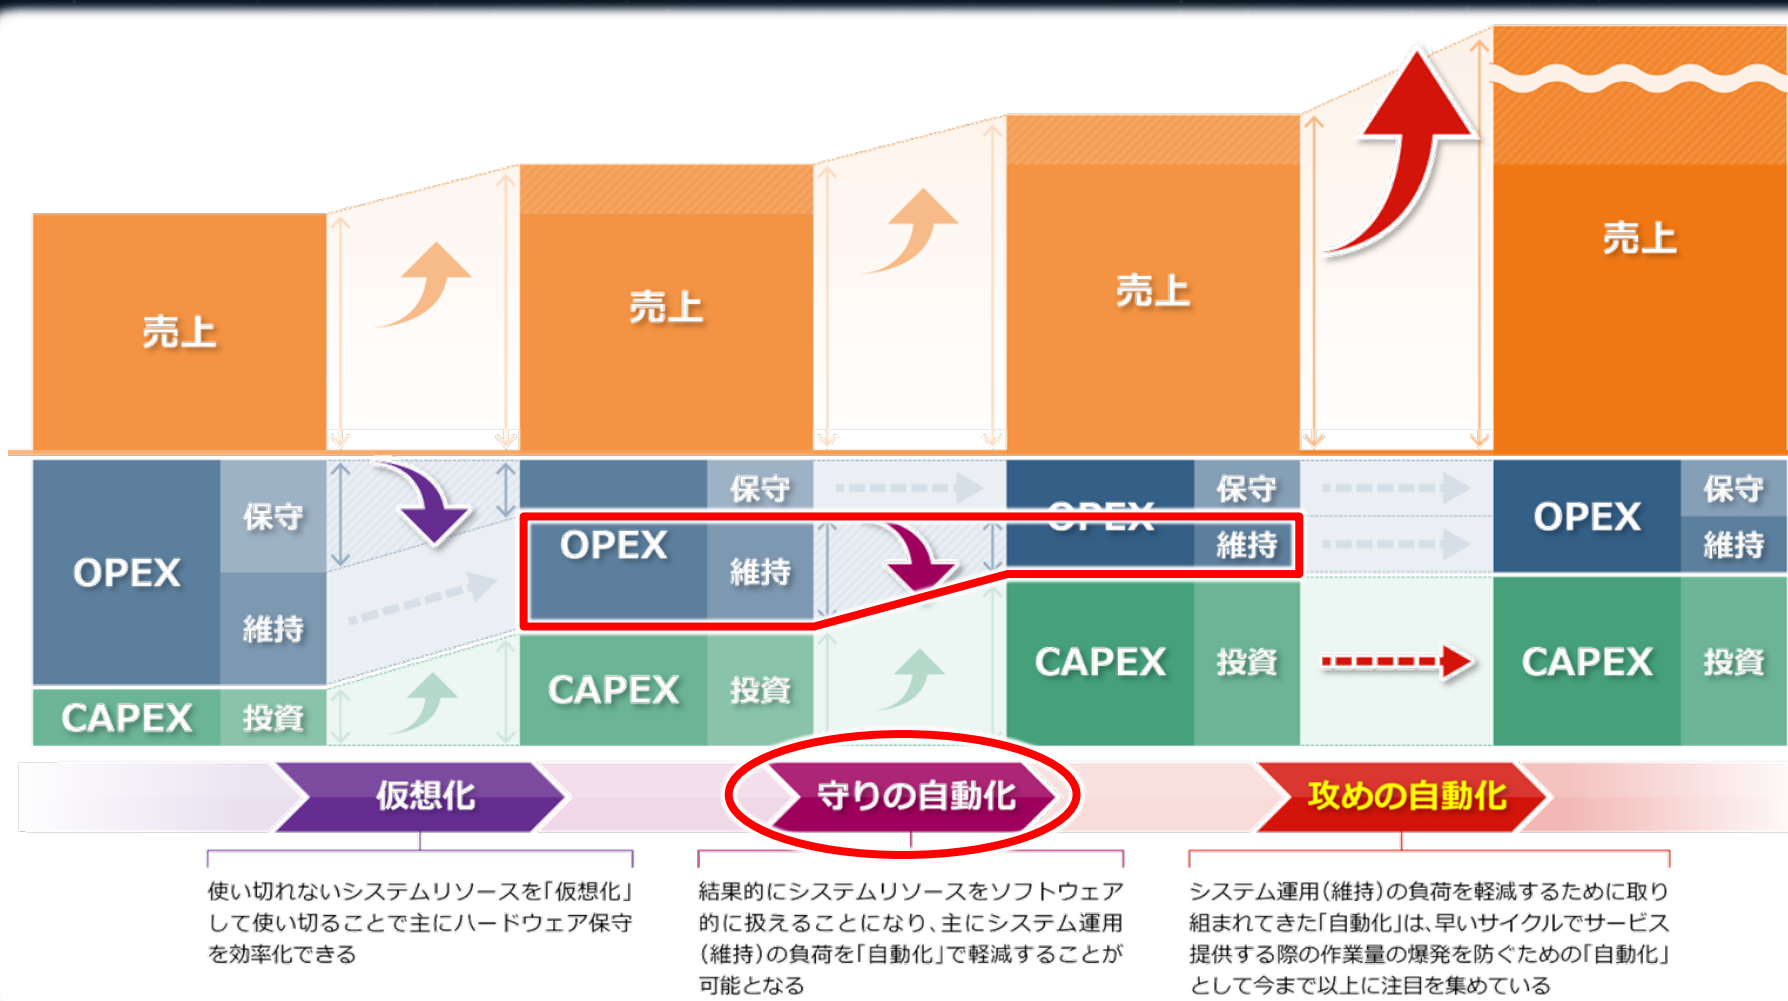 売上
売上
売上
売上
OPEX
保守
維持
CAPEX
投資
OPEX
保守
維持
CAPEX
投資
OPEX
保守
維持
CAPEX
投資
OPEX
保守
維持
CAPEX
投資
仮想化
守りの自動化
攻めの自動化
使い切れないシステムリソースを「仮想化」
して使い切ることで主にハードウェア保守
を効率化できる
結果的にシステムリソースをソフトウェア
的に扱えることになり、主にシステム運用
(維持)の負荷を「自動化」で軽減することが
可能となる
システム運用(維持)の負荷を軽減するために取り
組まれてきた「自動化」は、早いサイクルでサービス
提供する際の作業量の爆発を防ぐための「自動化」
として今まで以上に注目を集めている